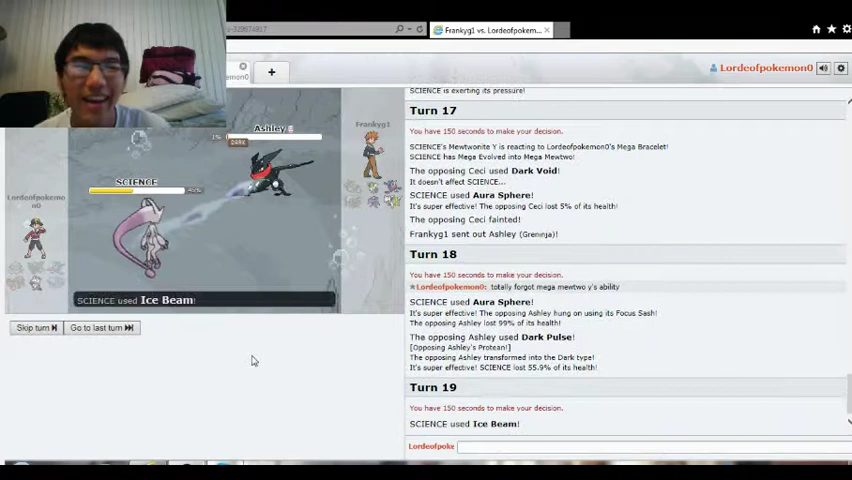 Frankyg1 vs. Lordeofpokem...
Lordeofpokemon0
SCIENCE is exerting its pressure!
Turn 17
You have 150 seconds to make your decision.
SCIENCE's Mewtwonite Y is reacting to Lordeofpokemon0's Mega Bracelet!
SCIENCE has Mega Evolved into Mega Mewtwo!
The opposing Ceci used Dark Void!
It doesn't affect SCIENCE...
SCIENCE used Aura Sphere!
It's super effective! The opposing Ceci lost 5% of its health!
The opposing Ceci fainted!
Frankyg1 sent out Ashley (Greninja)!
Turn 18
You have 150 seconds to make your decision.
★Lordeofpokemon0: totally forgot mega mewtwo y's ability
SCIENCE used Aura Sphere!
It's super effective! The opposing Ashley hung on using its Focus Sash!
The opposing Ashley lost 99% of its health!
The opposing Ashley used Dark Pulse!
[Opposing Ashley's Protean!]
The opposing Ashley transformed into the Dark type!
It's super effective! SCIENCE lost 55.9% of its health!
Turn 19
You have 150 seconds to make your decision.
SCIENCE used Ice Beam!
Lordeofpoke
Ashley
1%
DARK
Frankyg1
SCIENCE
Lordeofpokemon
n0
SCIENCE used Ice Beam!
Skip turn
Go to last turn